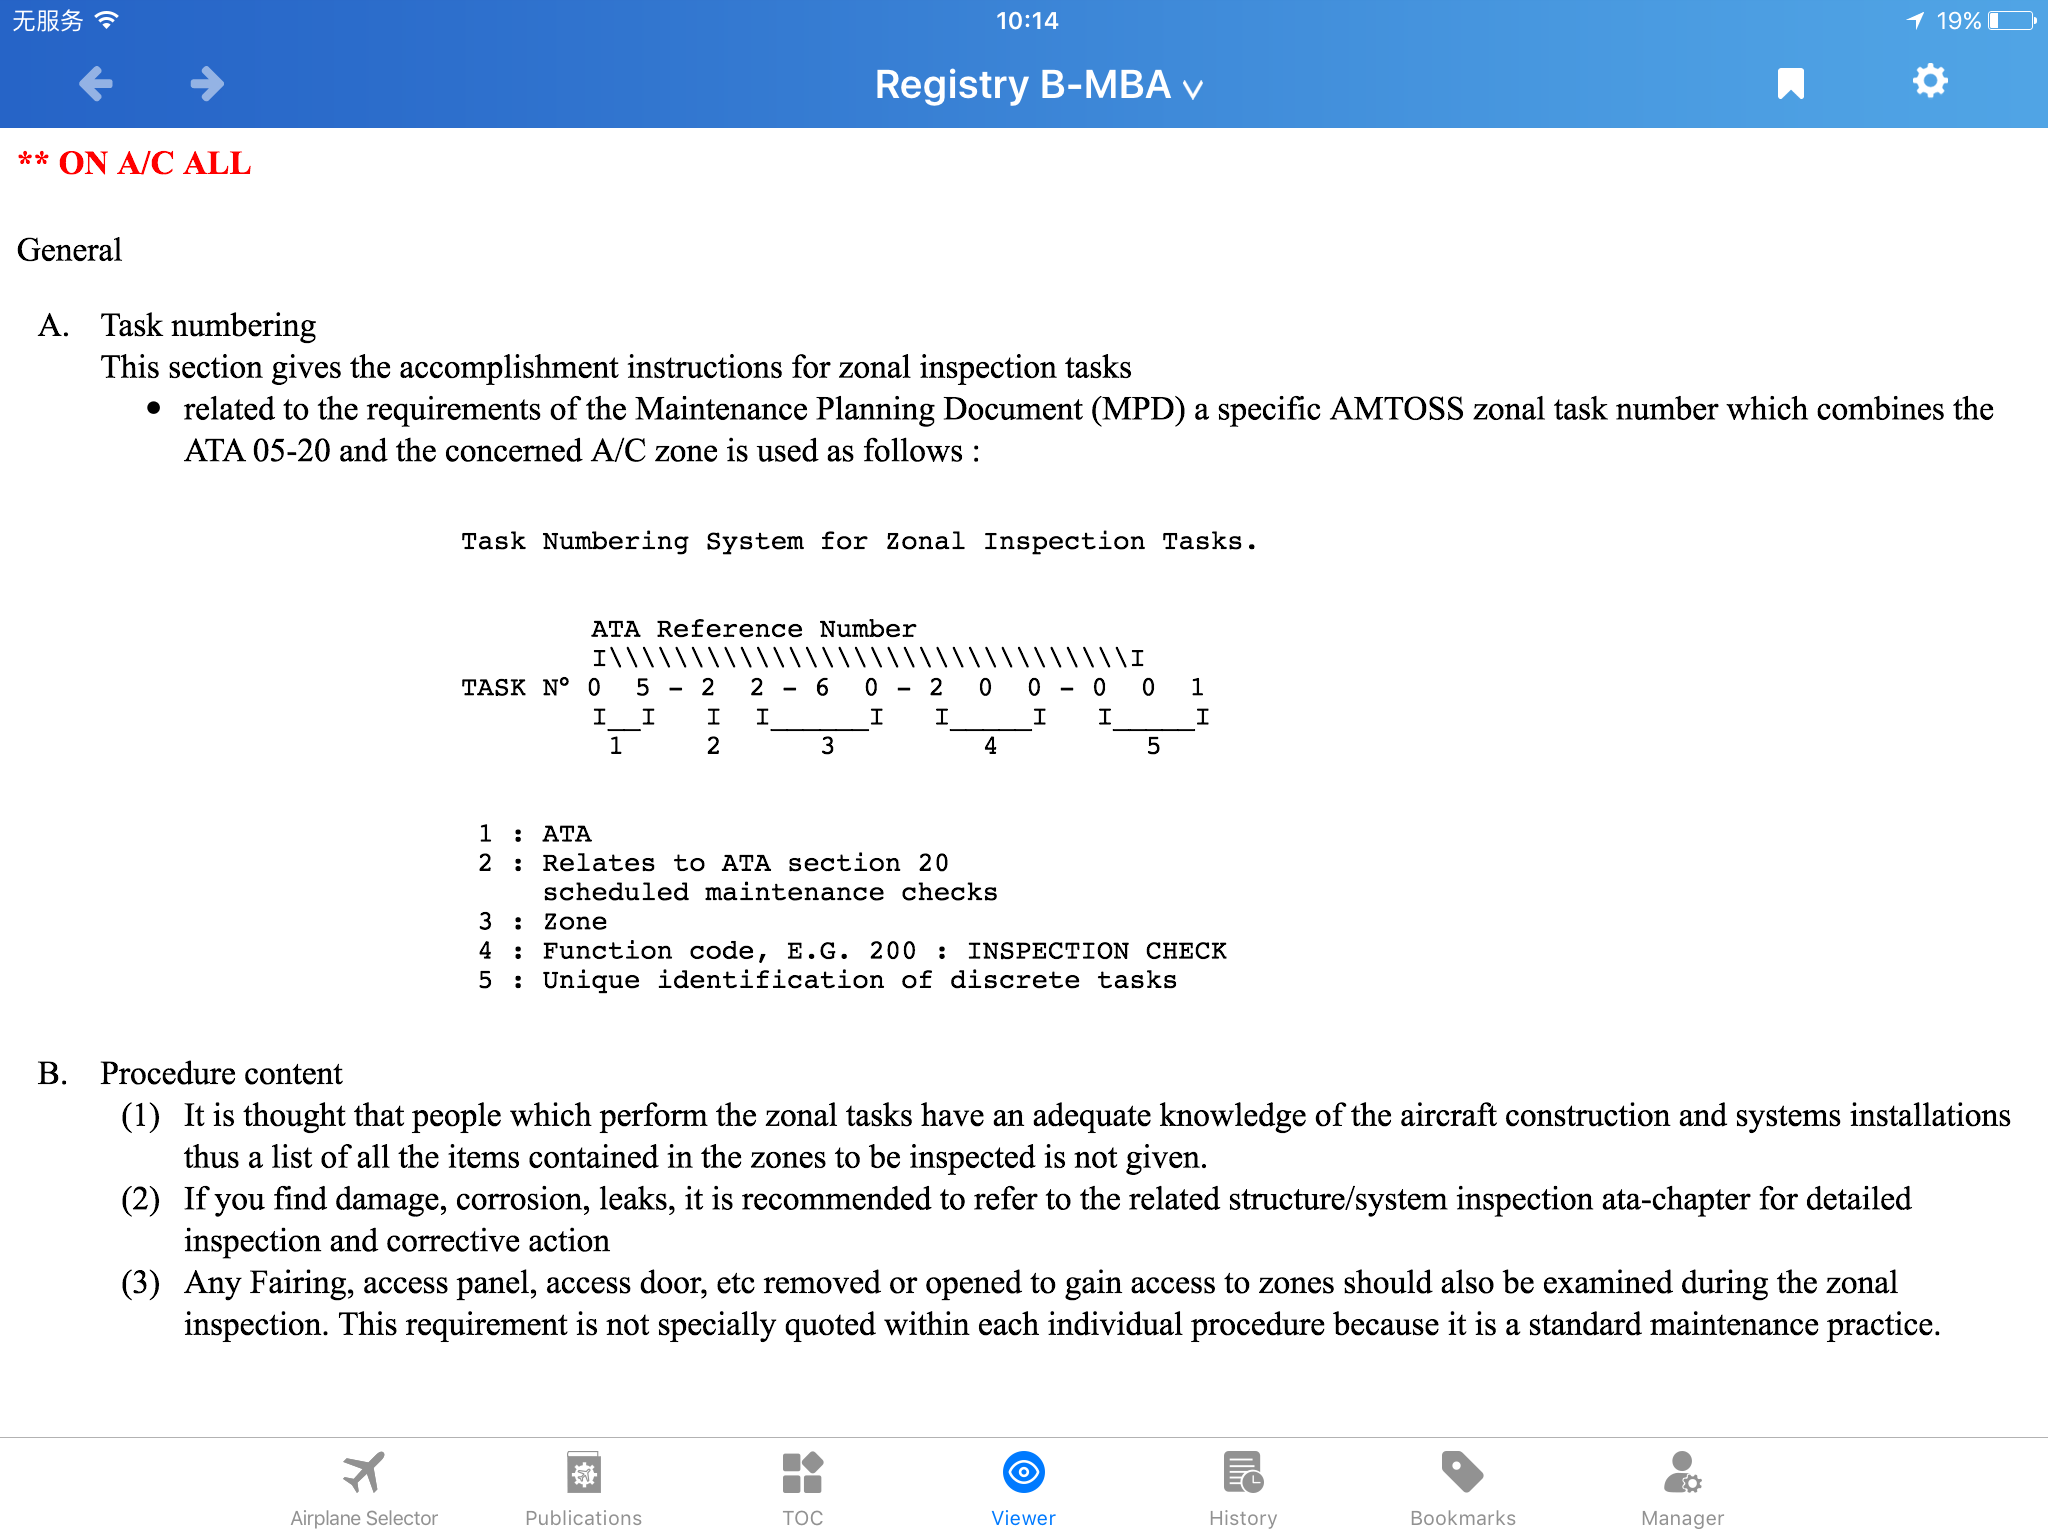 无服务 10:14 19%
Registry B-MBA
** ON A/C ALL
General
A. Task numbering
This section gives the accomplishment instructions for zonal inspection tasks
• related to the requirements of the Maintenance Planning Document (MPD) a specific AMTOSS zonal task number which combines the
ATA 05-20 and the concerned A/C zone is used as follows :
Task Numbering System for Zonal Inspection Tasks.
ATA Reference Number
I\\\\\\\\\\\\\\\\\\\\\\\\\\\\\\\\I
TASK N° 0 5 - 2 2 - 6 0 - 2 0 0 - 0 0 1
I__I I I______I I_____I I_____I
1 2 3 4 5
1 : ATA
2 : Relates to ATA section 20
scheduled maintenance checks
3 : Zone
4 : Function code, E.G. 200 : INSPECTION CHECK
5 : Unique identification of discrete tasks
B. Procedure content
(1) It is thought that people which perform the zonal tasks have an adequate knowledge of the aircraft construction and systems installations
thus a list of all the items contained in the zones to be inspected is not given.
(2) If you find damage, corrosion, leaks, it is recommended to refer to the related structure/system inspection ata-chapter for detailed
inspection and corrective action
(3) Any Fairing, access panel, access door, etc removed or opened to gain access to zones should also be examined during the zonal
inspection. This requirement is not specially quoted within each individual procedure because it is a standard maintenance practice.
Airplane Selector Publications TOC Viewer History Bookmarks Manager